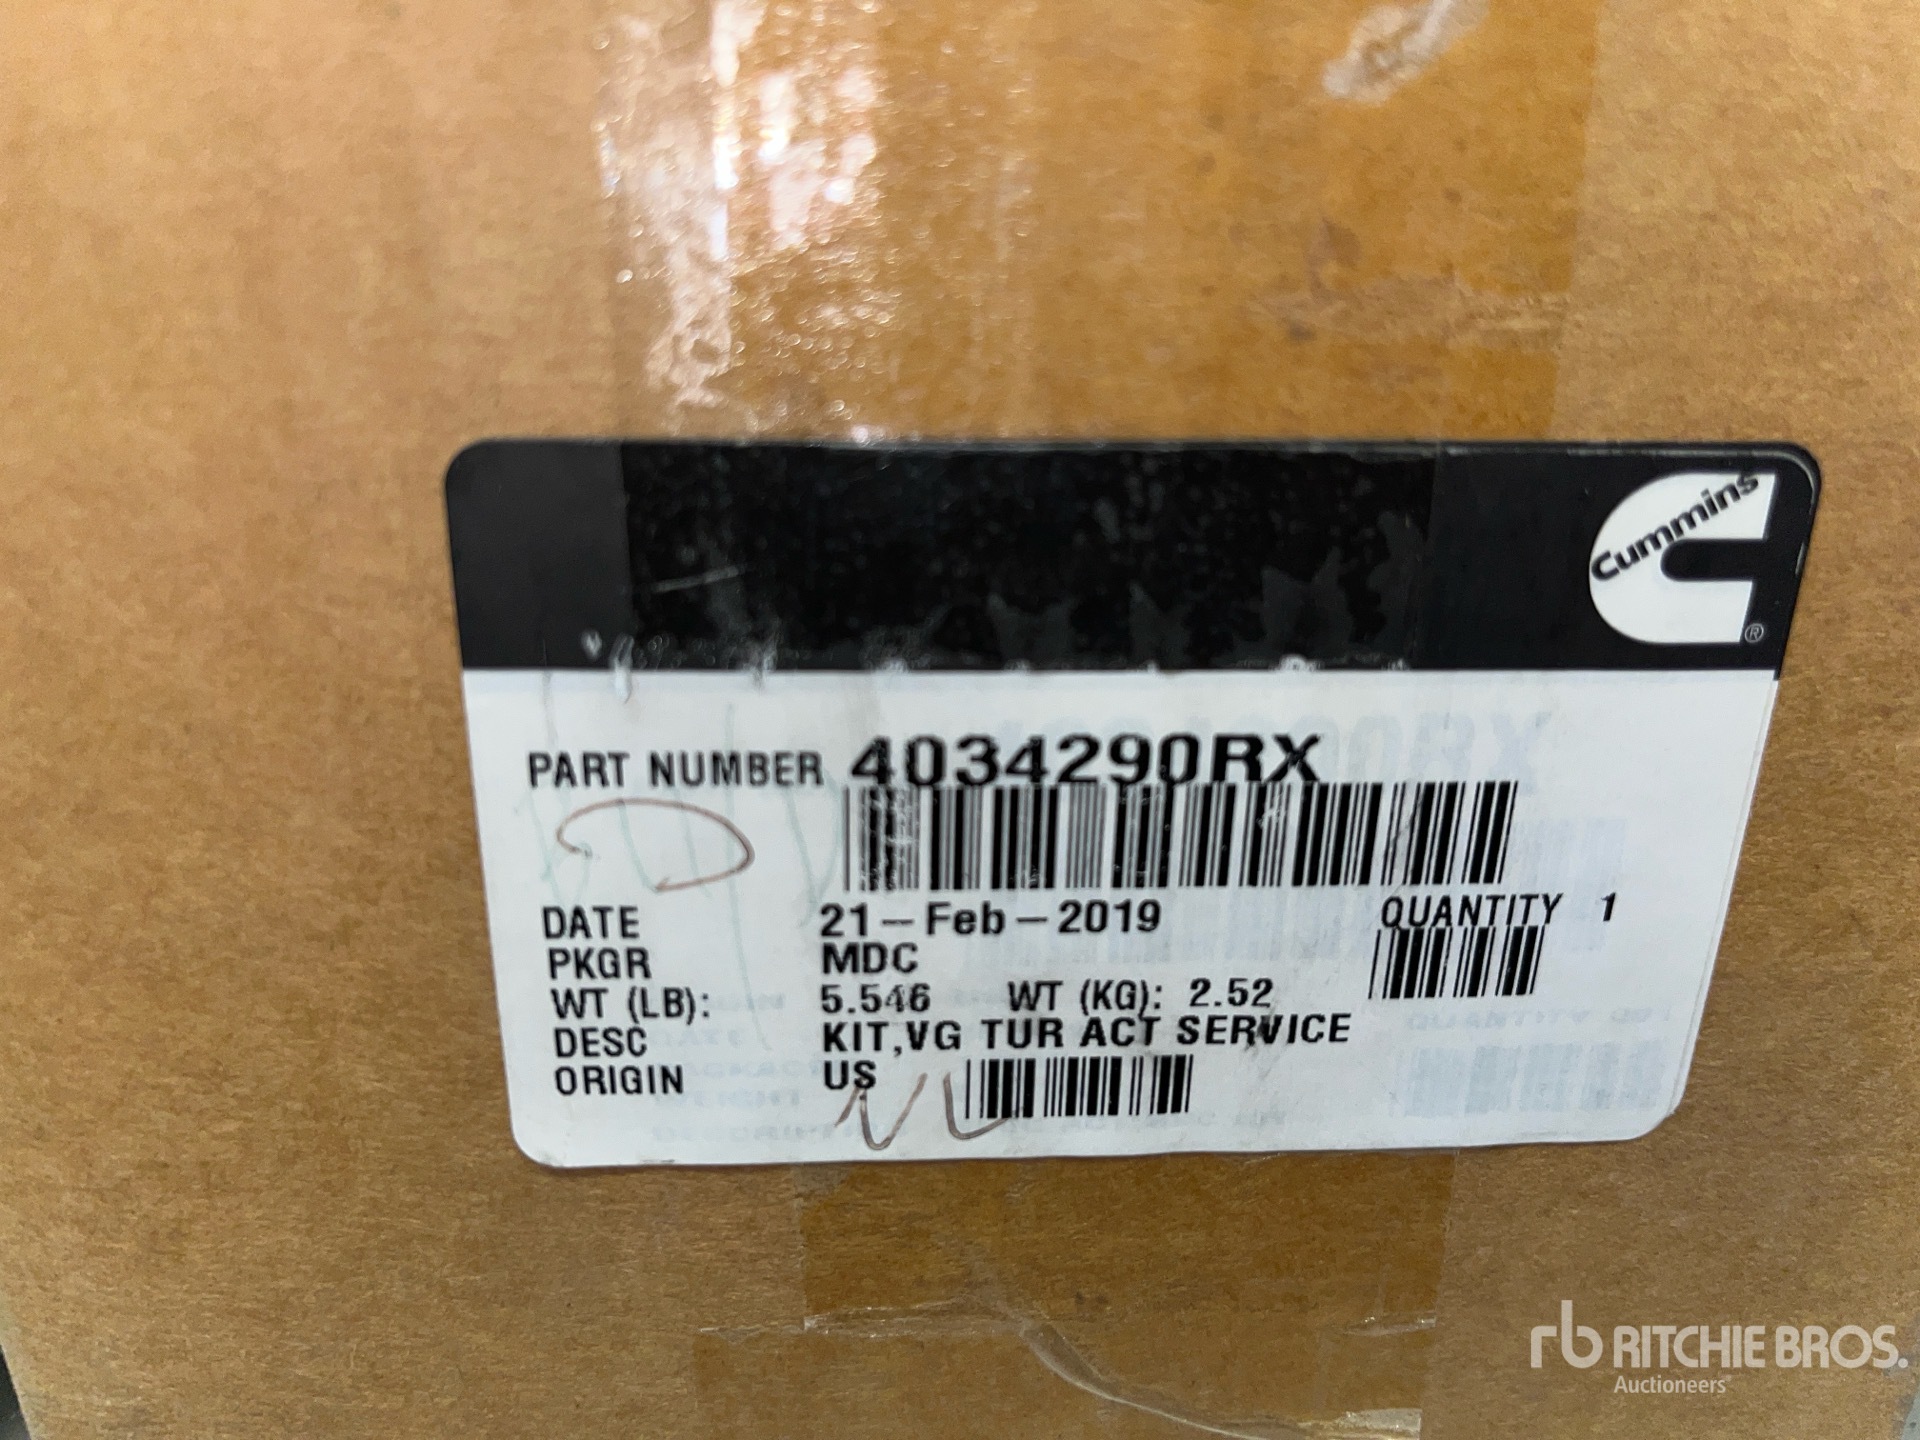 Cummins
®
PART NUMBER 4034290RX
DATE 21-Feb-2019 QUANTITY 1
PKGR MDC
WT (LB): 5.546 WT (KG): 2.52
DESC KIT,VG TUR ACT SERVICE
ORIGIN US
rb RITCHIE BROS.
Auctioneers